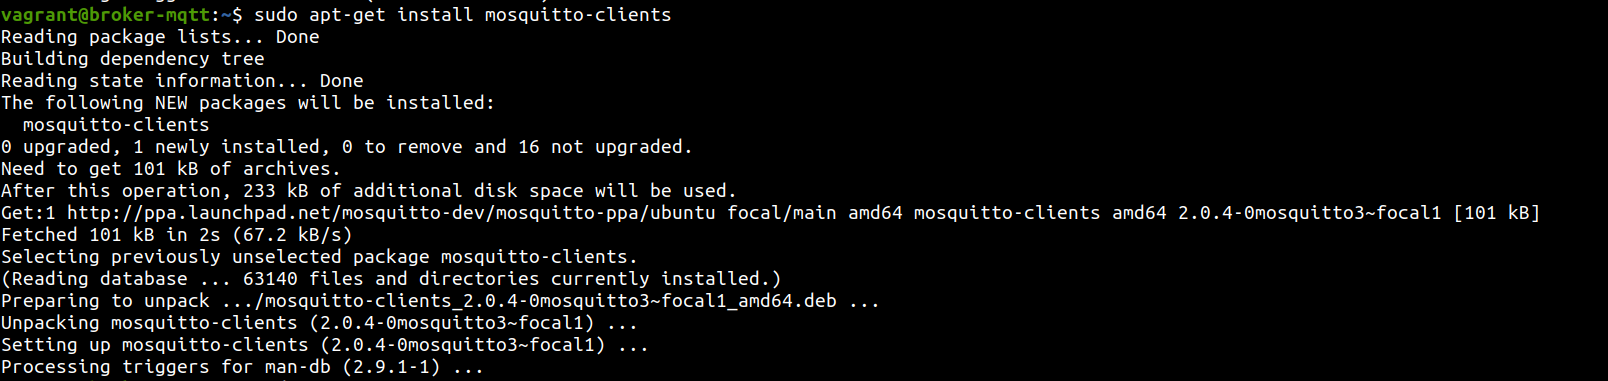 vagrant@broker-mqtt:~$ sudo apt-get install mosquitto-clients
Reading package lists... Done
Building dependency tree
Reading state information... Done
The following NEW packages will be installed:
  mosquitto-clients
0 upgraded, 1 newly installed, 0 to remove and 16 not upgraded.
Need to get 101 kB of archives.
After this operation, 233 kB of additional disk space will be used.
Get:1 http://ppa.launchpad.net/mosquitto-dev/mosquitto-ppa/ubuntu focal/main amd64 mosquitto-clients amd64 2.0.4-0mosquitto3~focal1 [101 kB]
Fetched 101 kB in 2s (67.2 kB/s)
Selecting previously unselected package mosquitto-clients.
(Reading database ... 63140 files and directories currently installed.)
Preparing to unpack .../mosquitto-clients_2.0.4-0mosquitto3~focal1_amd64.deb ...
Unpacking mosquitto-clients (2.0.4-0mosquitto3~focal1) ...
Setting up mosquitto-clients (2.0.4-0mosquitto3~focal1) ...
Processing triggers for man-db (2.9.1-1) ...